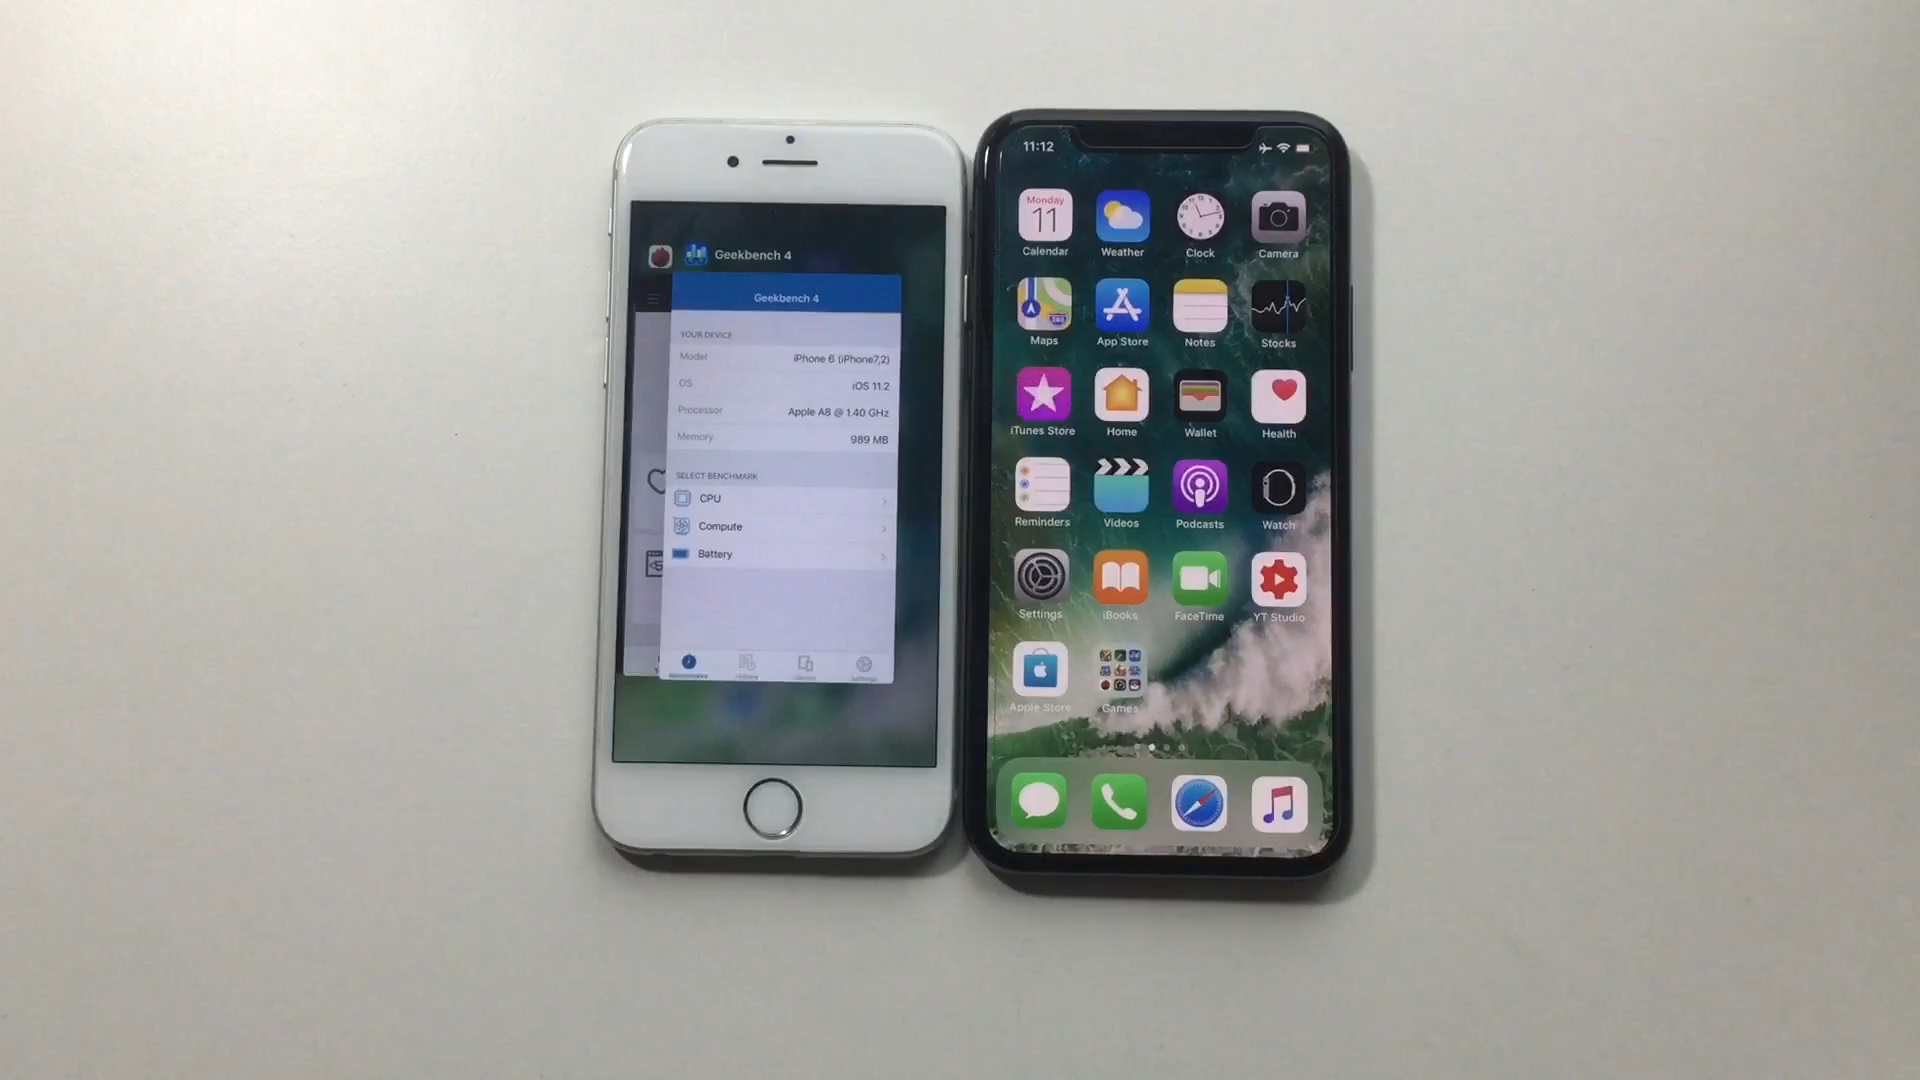 Geekbench 4
Geekbench 4
YOUR DEVICE
Model iPhone 6 (iPhone7,2)
OS iOS 11.2
Processor Apple A8 @ 1.40 GHz
Memory 989 MB
SELECT BENCHMARK
CPU
Compute
Battery
11:12
Monday
11
Calendar Weather Clock Camera
280
Maps App Store Notes Stocks
iTunes Store Home Wallet Health
Reminders Videos Podcasts Watch
Settings iBooks FaceTime YT Studio
Apple Store Games